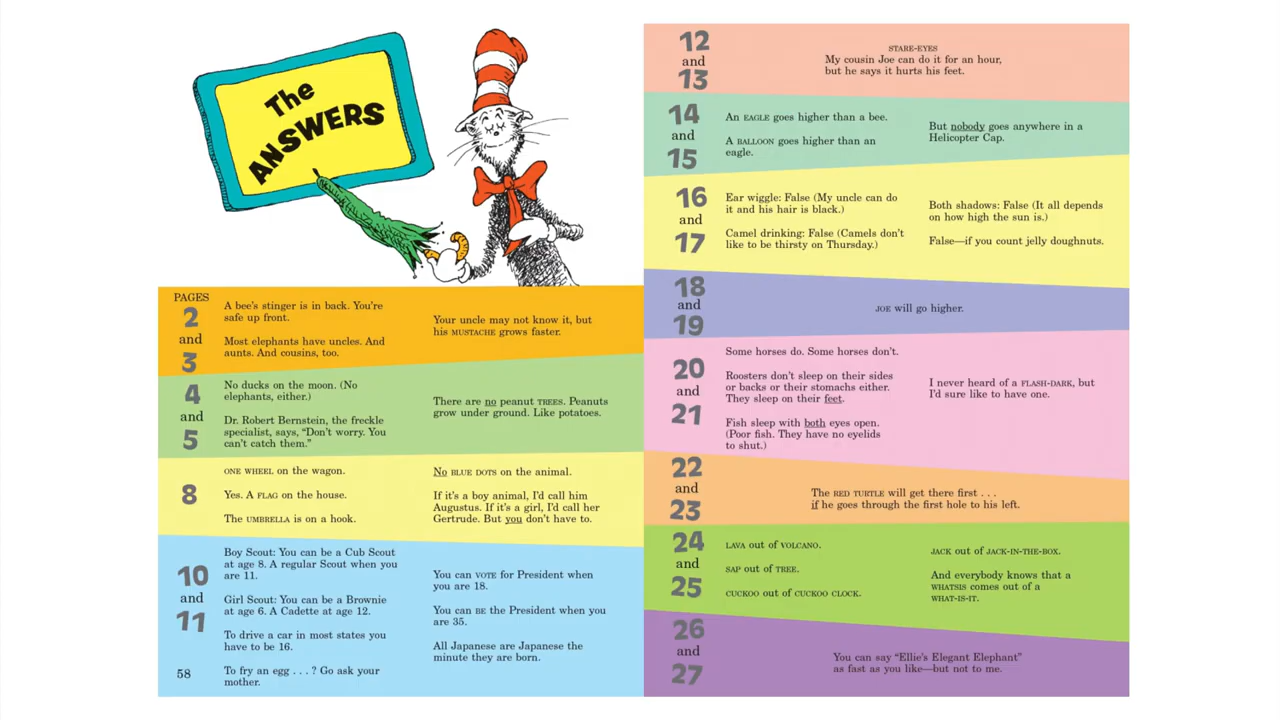 The
ANSWERS
PAGES
2
and
3
A bee's stinger is in back. You're
safe up front.
Most elephants have uncles. And
aunts. And cousins, too.
Your uncle may not know it, but
his MUSTACHE grows faster.
4
and
5
No ducks on the moon. (No
elephants, either.)
Dr. Robert Bernstein, the freckle
specialist, says, “Don't worry. You
can't catch them.”
There are no peanut TREES. Peanuts
grow under ground. Like potatoes.
8
ONE WHEEL on the wagon.
Yes. A FLAG on the house.
The UMBRELLA is on a hook.
No BLUE DOTS on the animal.
If it's a boy animal, I'd call him
Augustus. If it's a girl, I'd call her
Gertrude. But you don't have to.
10
and
11
Boy Scout: You can be a Cub Scout
at age 8. A regular Scout when you
are 11.
Girl Scout: You can be a Brownie
at age 6. A Cadette at age 12.
To drive a car in most states you
have to be 16.
To fry an egg . . . ? Go ask your
mother.
You can VOTE for President when
you are 18.
You can BE the President when you
are 35.
All Japanese are Japanese the
minute they are born.
58
12
and
13
STARE-EYES
My cousin Joe can do it for an hour,
but he says it hurts his feet.
14
and
15
An EAGLE goes higher than a bee.
A BALLOON goes higher than an
eagle.
But nobody goes anywhere in a
Helicopter Cap.
16
and
17
Ear wiggle: False (My uncle can do
it and his hair is black.)
Camel drinking: False (Camels don't
like to be thirsty on Thursday.)
Both shadows: False (It all depends
on how high the sun is.)
False—if you count jelly doughnuts.
18
and
19
JOE will go higher.
20
and
21
Some horses do. Some horses don't.
Roosters don't sleep on their sides
or backs or their stomachs either.
They sleep on their feet.
Fish sleep with both eyes open.
(Poor fish. They have no eyelids
to shut.)
I never heard of a FLASH-DARK, but
I'd sure like to have one.
22
and
23
The RED TURTLE will get there first . . .
if he goes through the first hole to his left.
24
and
25
LAVA out of VOLCANO.
SAP out of TREE.
CUCKOO out of CUCKOO CLOCK.
JACK out of JACK-IN-THE-BOX.
And everybody knows that a
WHATSIS comes out of a
WHAT-IS-IT.
26
and
27
You can say “Ellie's Elegant Elephant”
as fast as you like—but not to me.